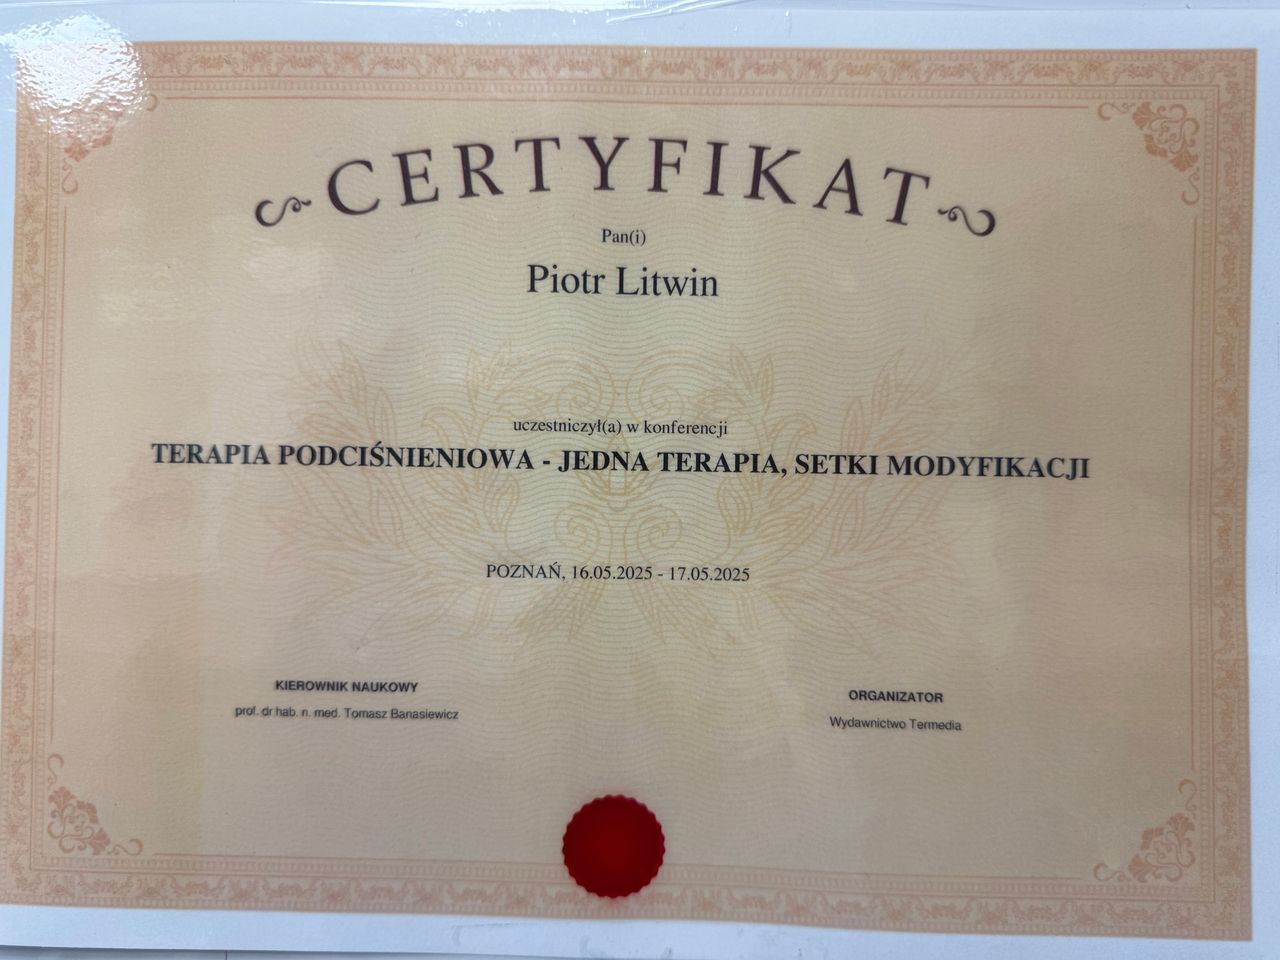 CERTYFIKAT
Pan(i)
Piotr Litwin
uczestniczył(a) w konferencji
TERAPIA PODCIŚNIENIOWA - JEDNA TERAPIA, SETKI MODYFIKACJI
POZNAŃ, 16.05.2025 - 17.05.2025
KIEROWNIK NAUKOWY
prof. dr hab. n. med. Tomasz Banasiewicz
ORGANIZATOR
Wydawnictwo Termedia